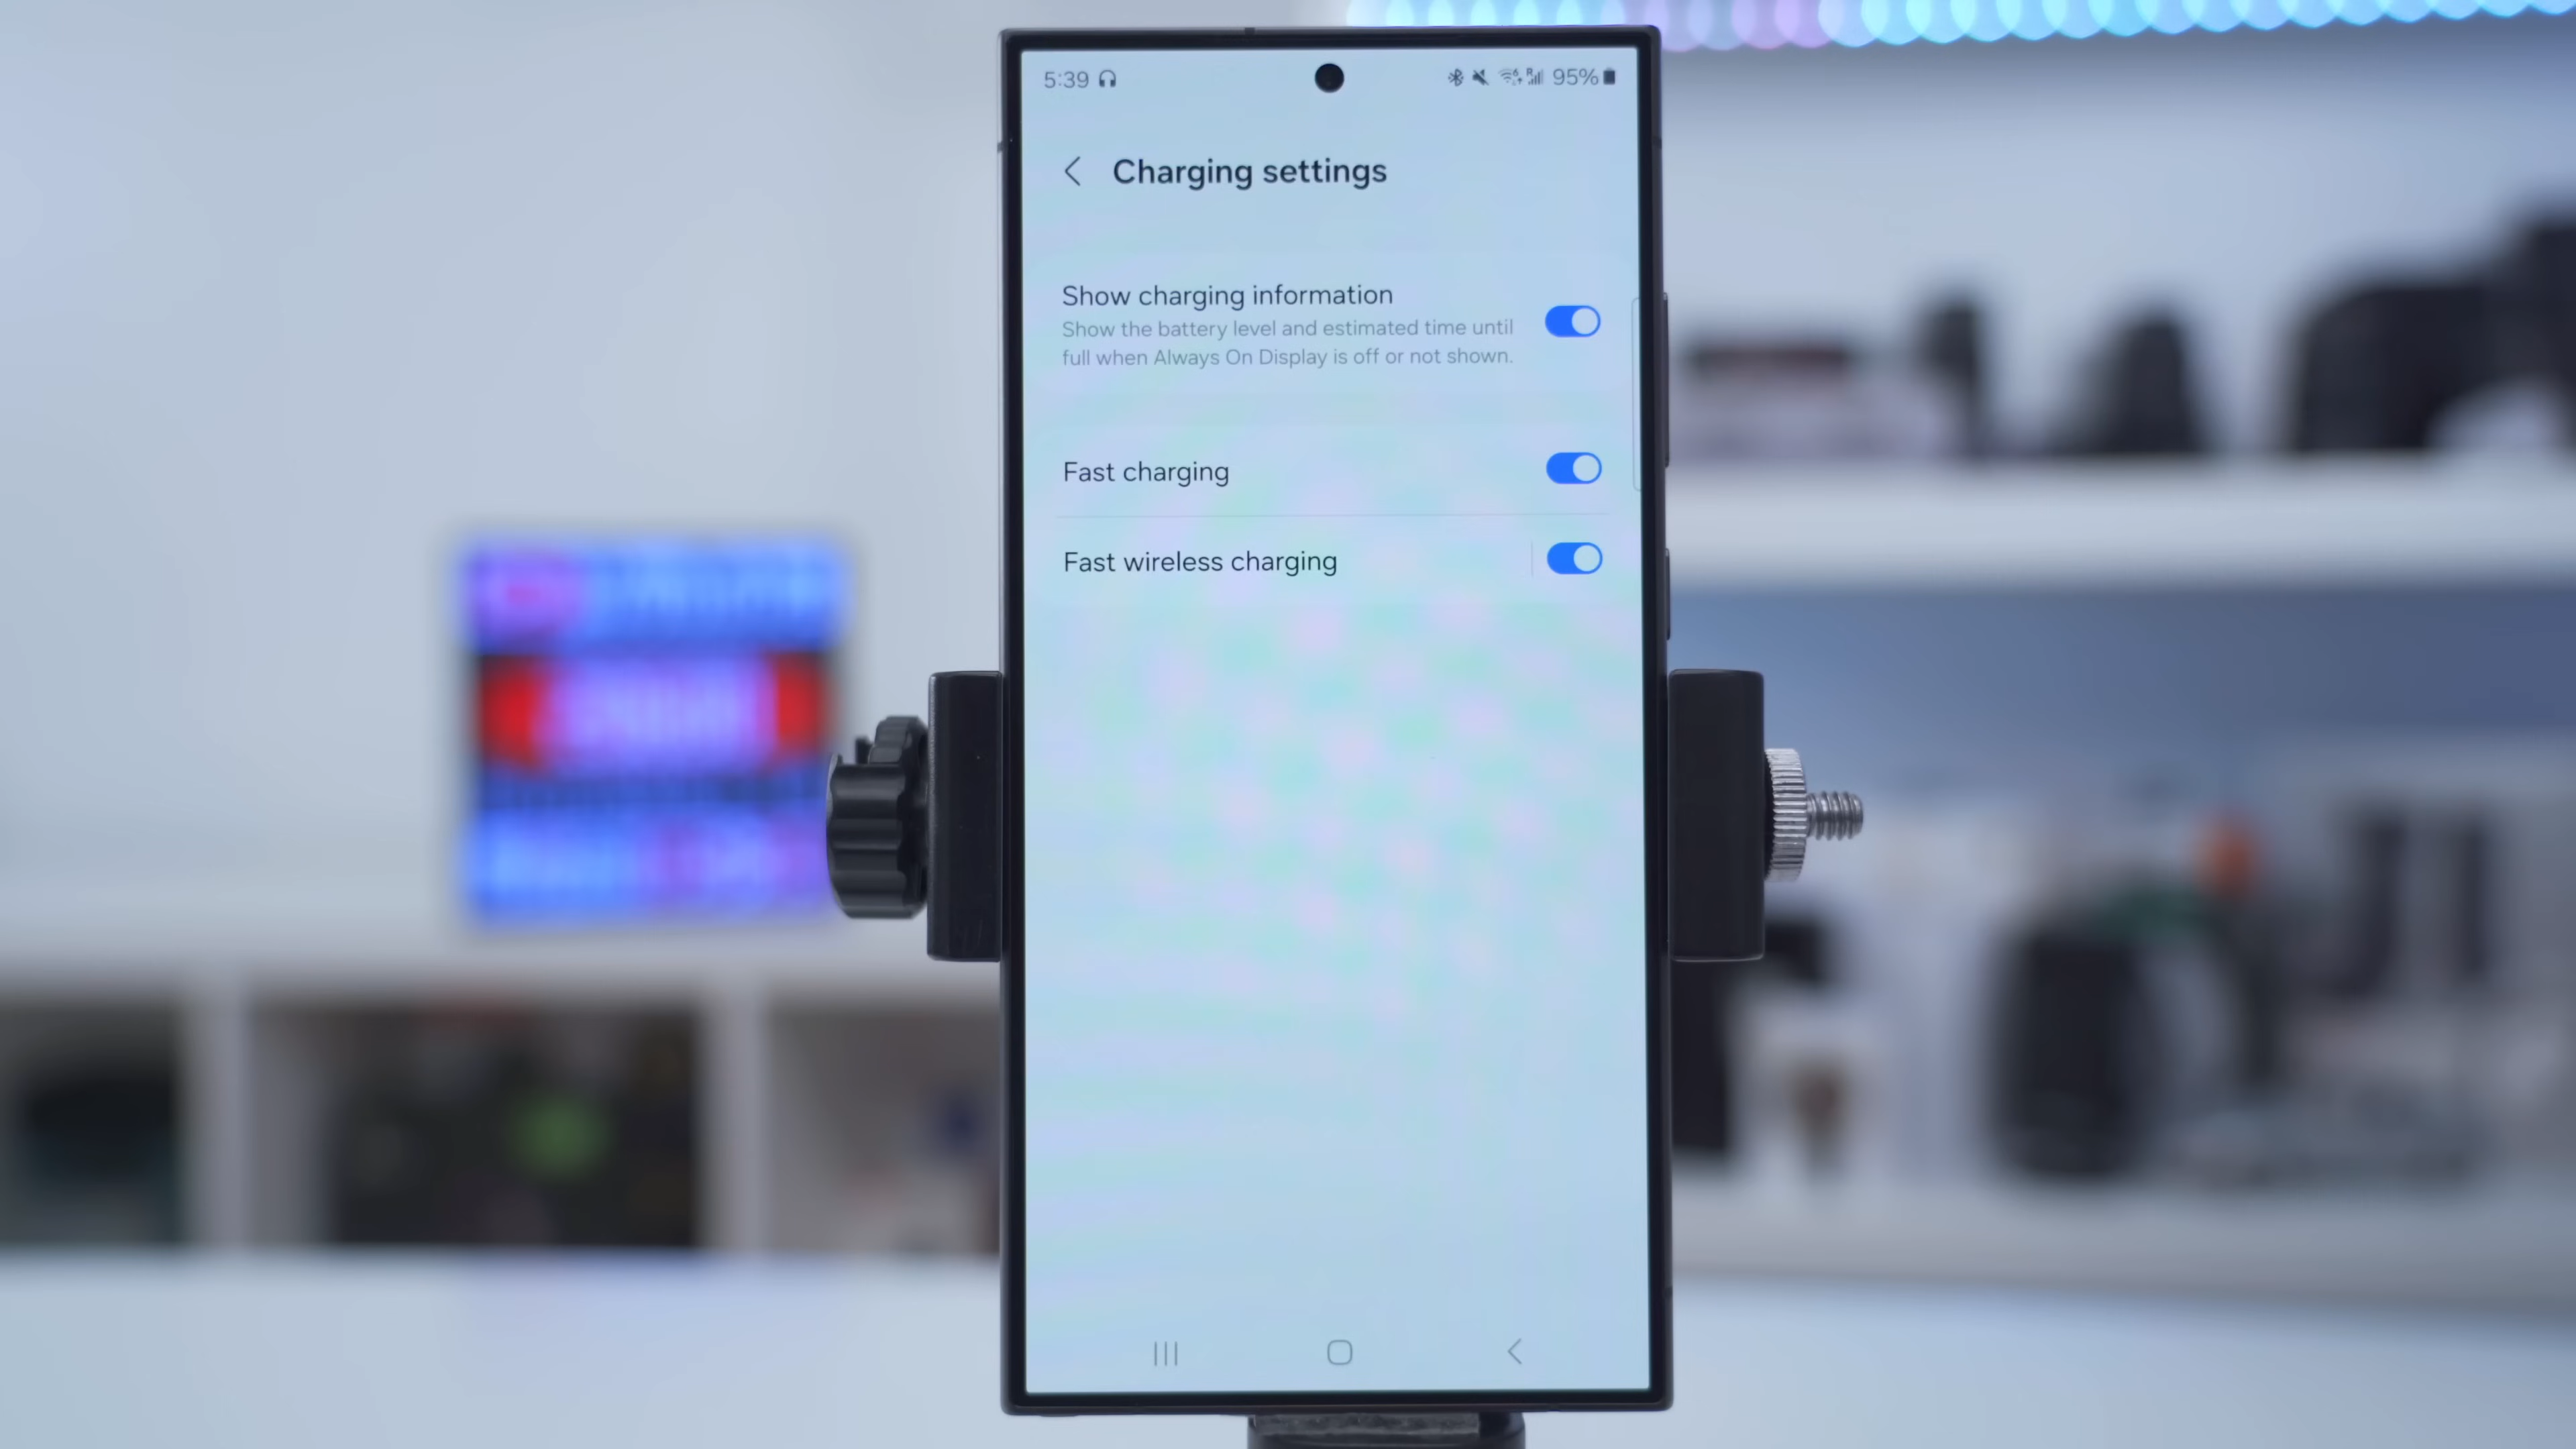 5:39
95%
Charging settings
Show charging information
Show the battery level and estimated time until
full when Always On Display is off or not shown.
Fast charging
Fast wireless charging